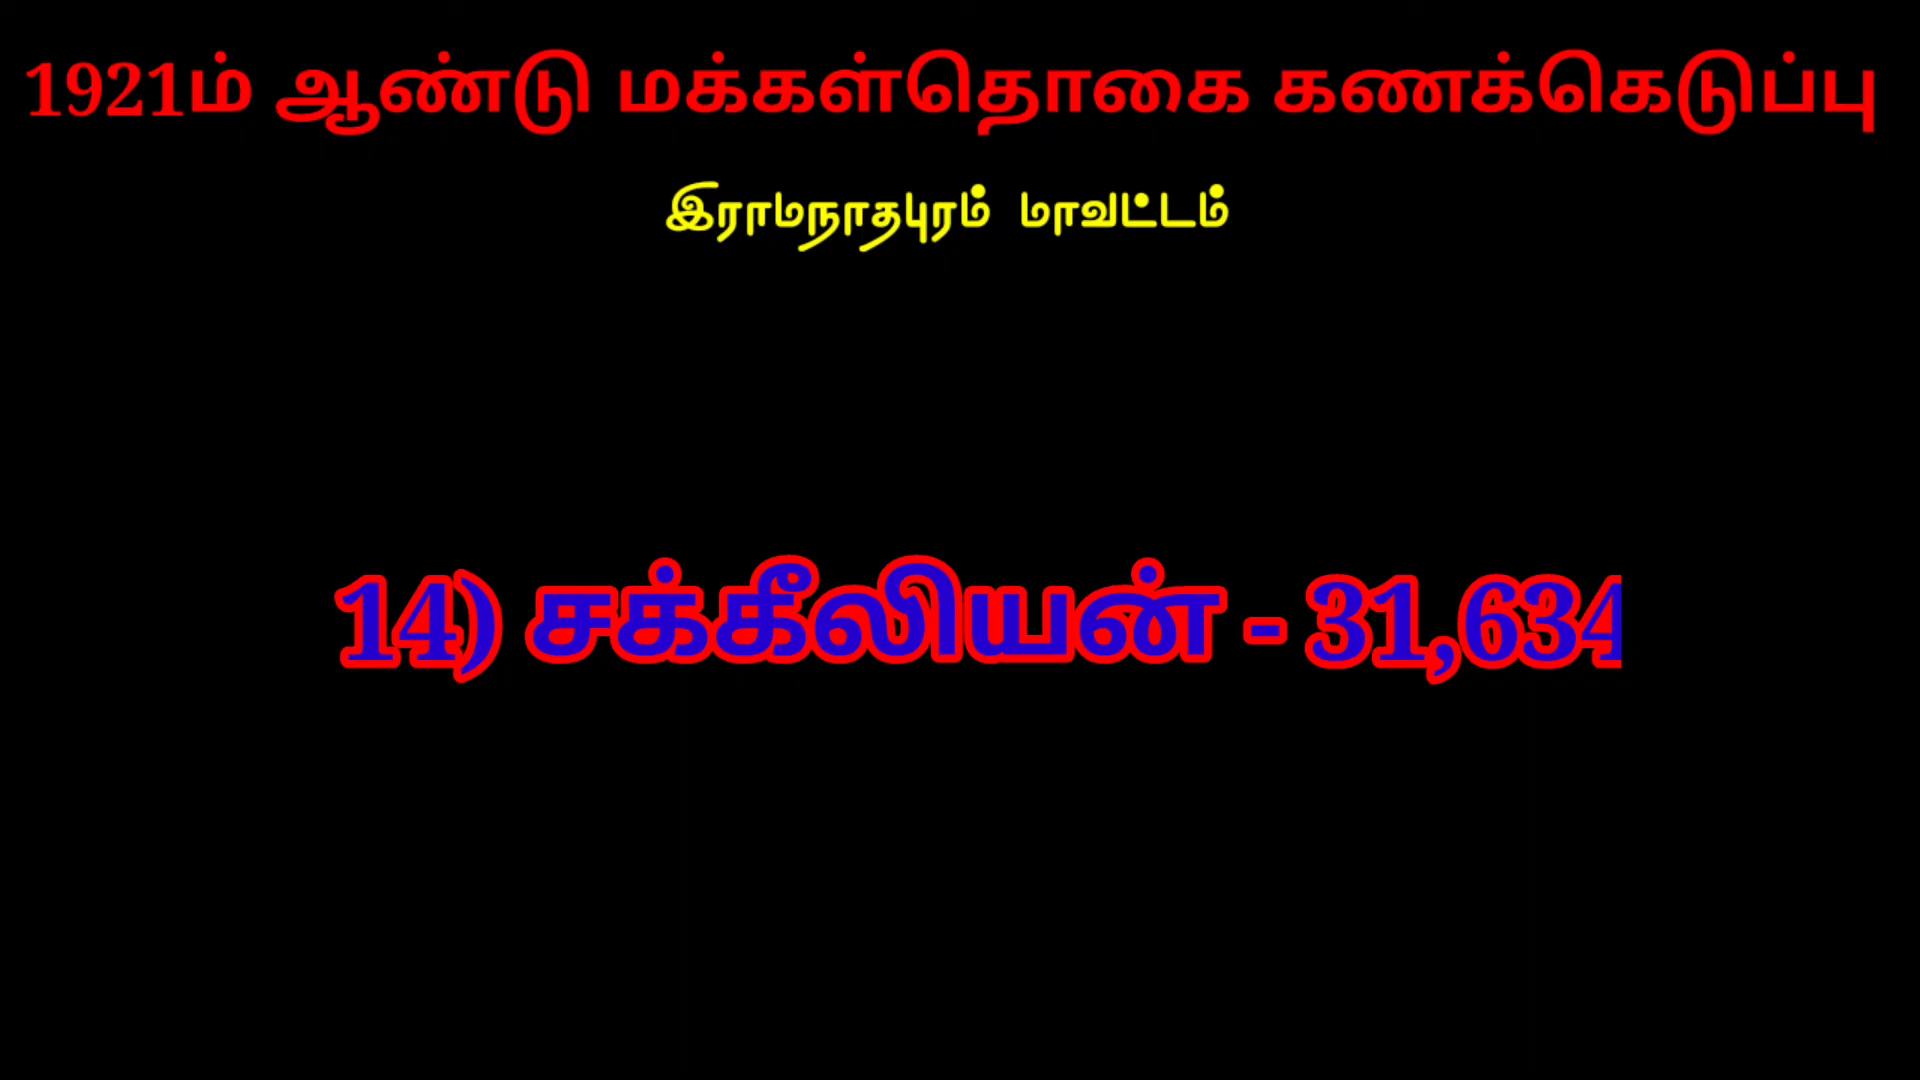 1921ம் ஆண்டு மக்கள்தொகை கணக்கெடுப்பு
இராமநாதபுரம் மாவட்டம்
14) சக்கீலியன் - 31,634